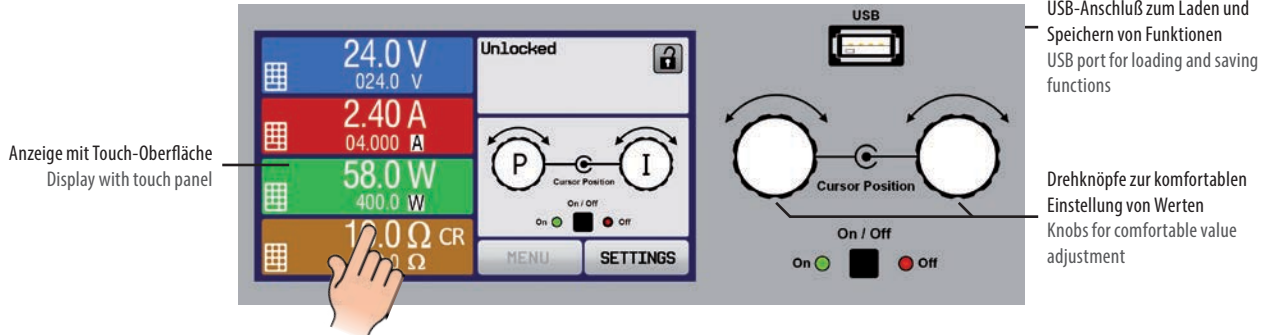 USB-Anschluß zum Laden und
Speichern von Funktionen
USB port for loading and saving
functions
USB
24.0 V
024.0 V
2.40 A
04.000 A
58.0 W
400.0 W
Ω CR
Ω
Unlocked
P
I
Cursor Position
On / Off
On
Off
MENU
SETTINGS
Anzeige mit Touch-Oberfläche
Display with touch panel
Cursor Position
On / Off
On
Off
Drehknöpfe zur komfortablen
Einstellung von Werten
Knobs for comfortable value
adjustment